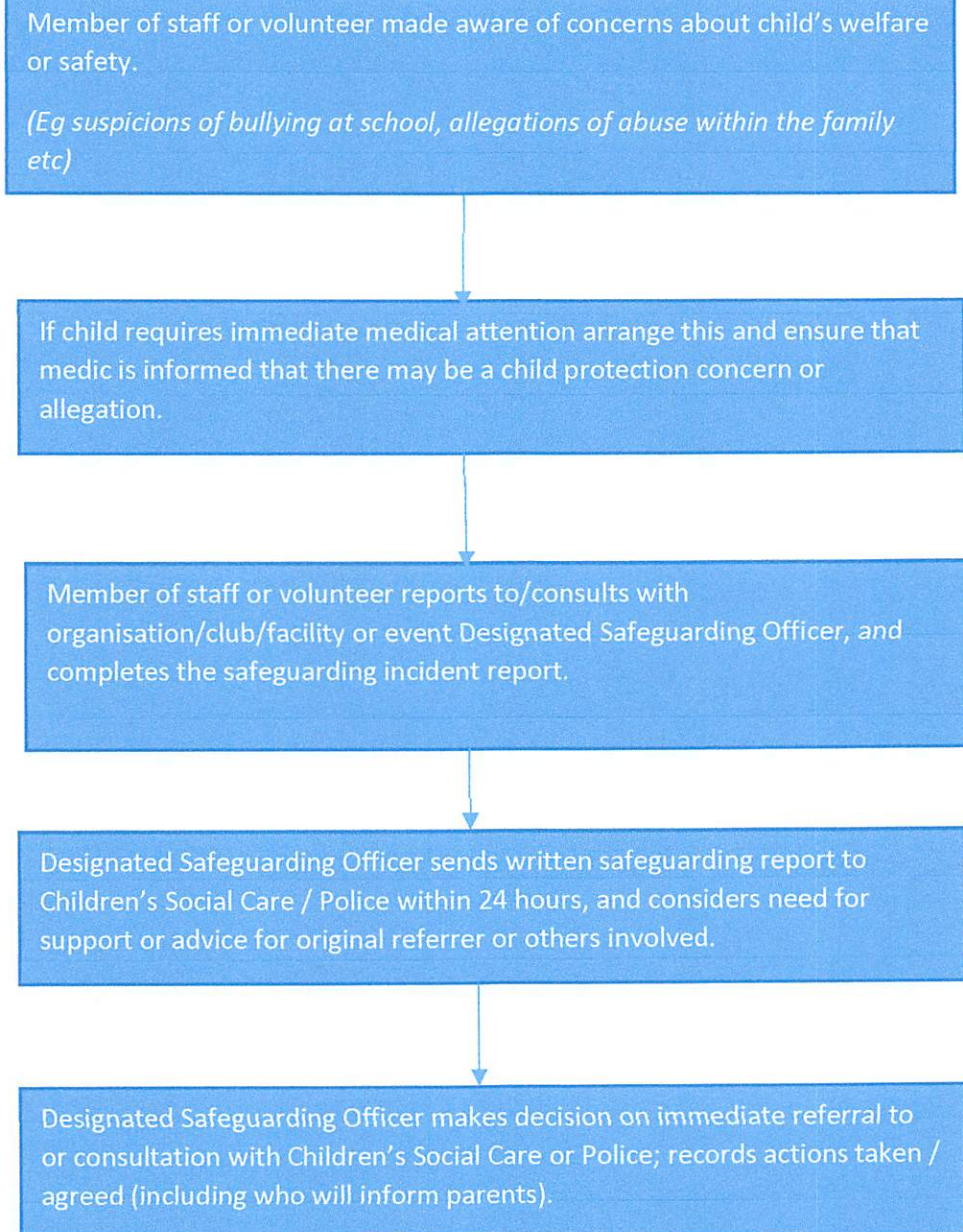 Member of staff or volunteer made aware of concerns about child’s welfare
or safety.
(Eg suspicions of bullying at school, allegations of abuse within the family
etc)
If child requires immediate medical attention arrange this and ensure that
medic is informed that there may be a child protection concern or
allegation.
Member of staff or volunteer reports to/consults with
organisation/club/facility or event Designated Safeguarding Officer, and
completes the safeguarding incident report.
Designated Safeguarding Officer sends written safeguarding report to
Children’s Social Care / Police within 24 hours, and considers need for
support or advice for original referrer or others involved.
Designated Safeguarding Officer makes decision on immediate referral to
or consultation with Children’s Social Care or Police; records actions taken /
agreed (including who will inform parents).